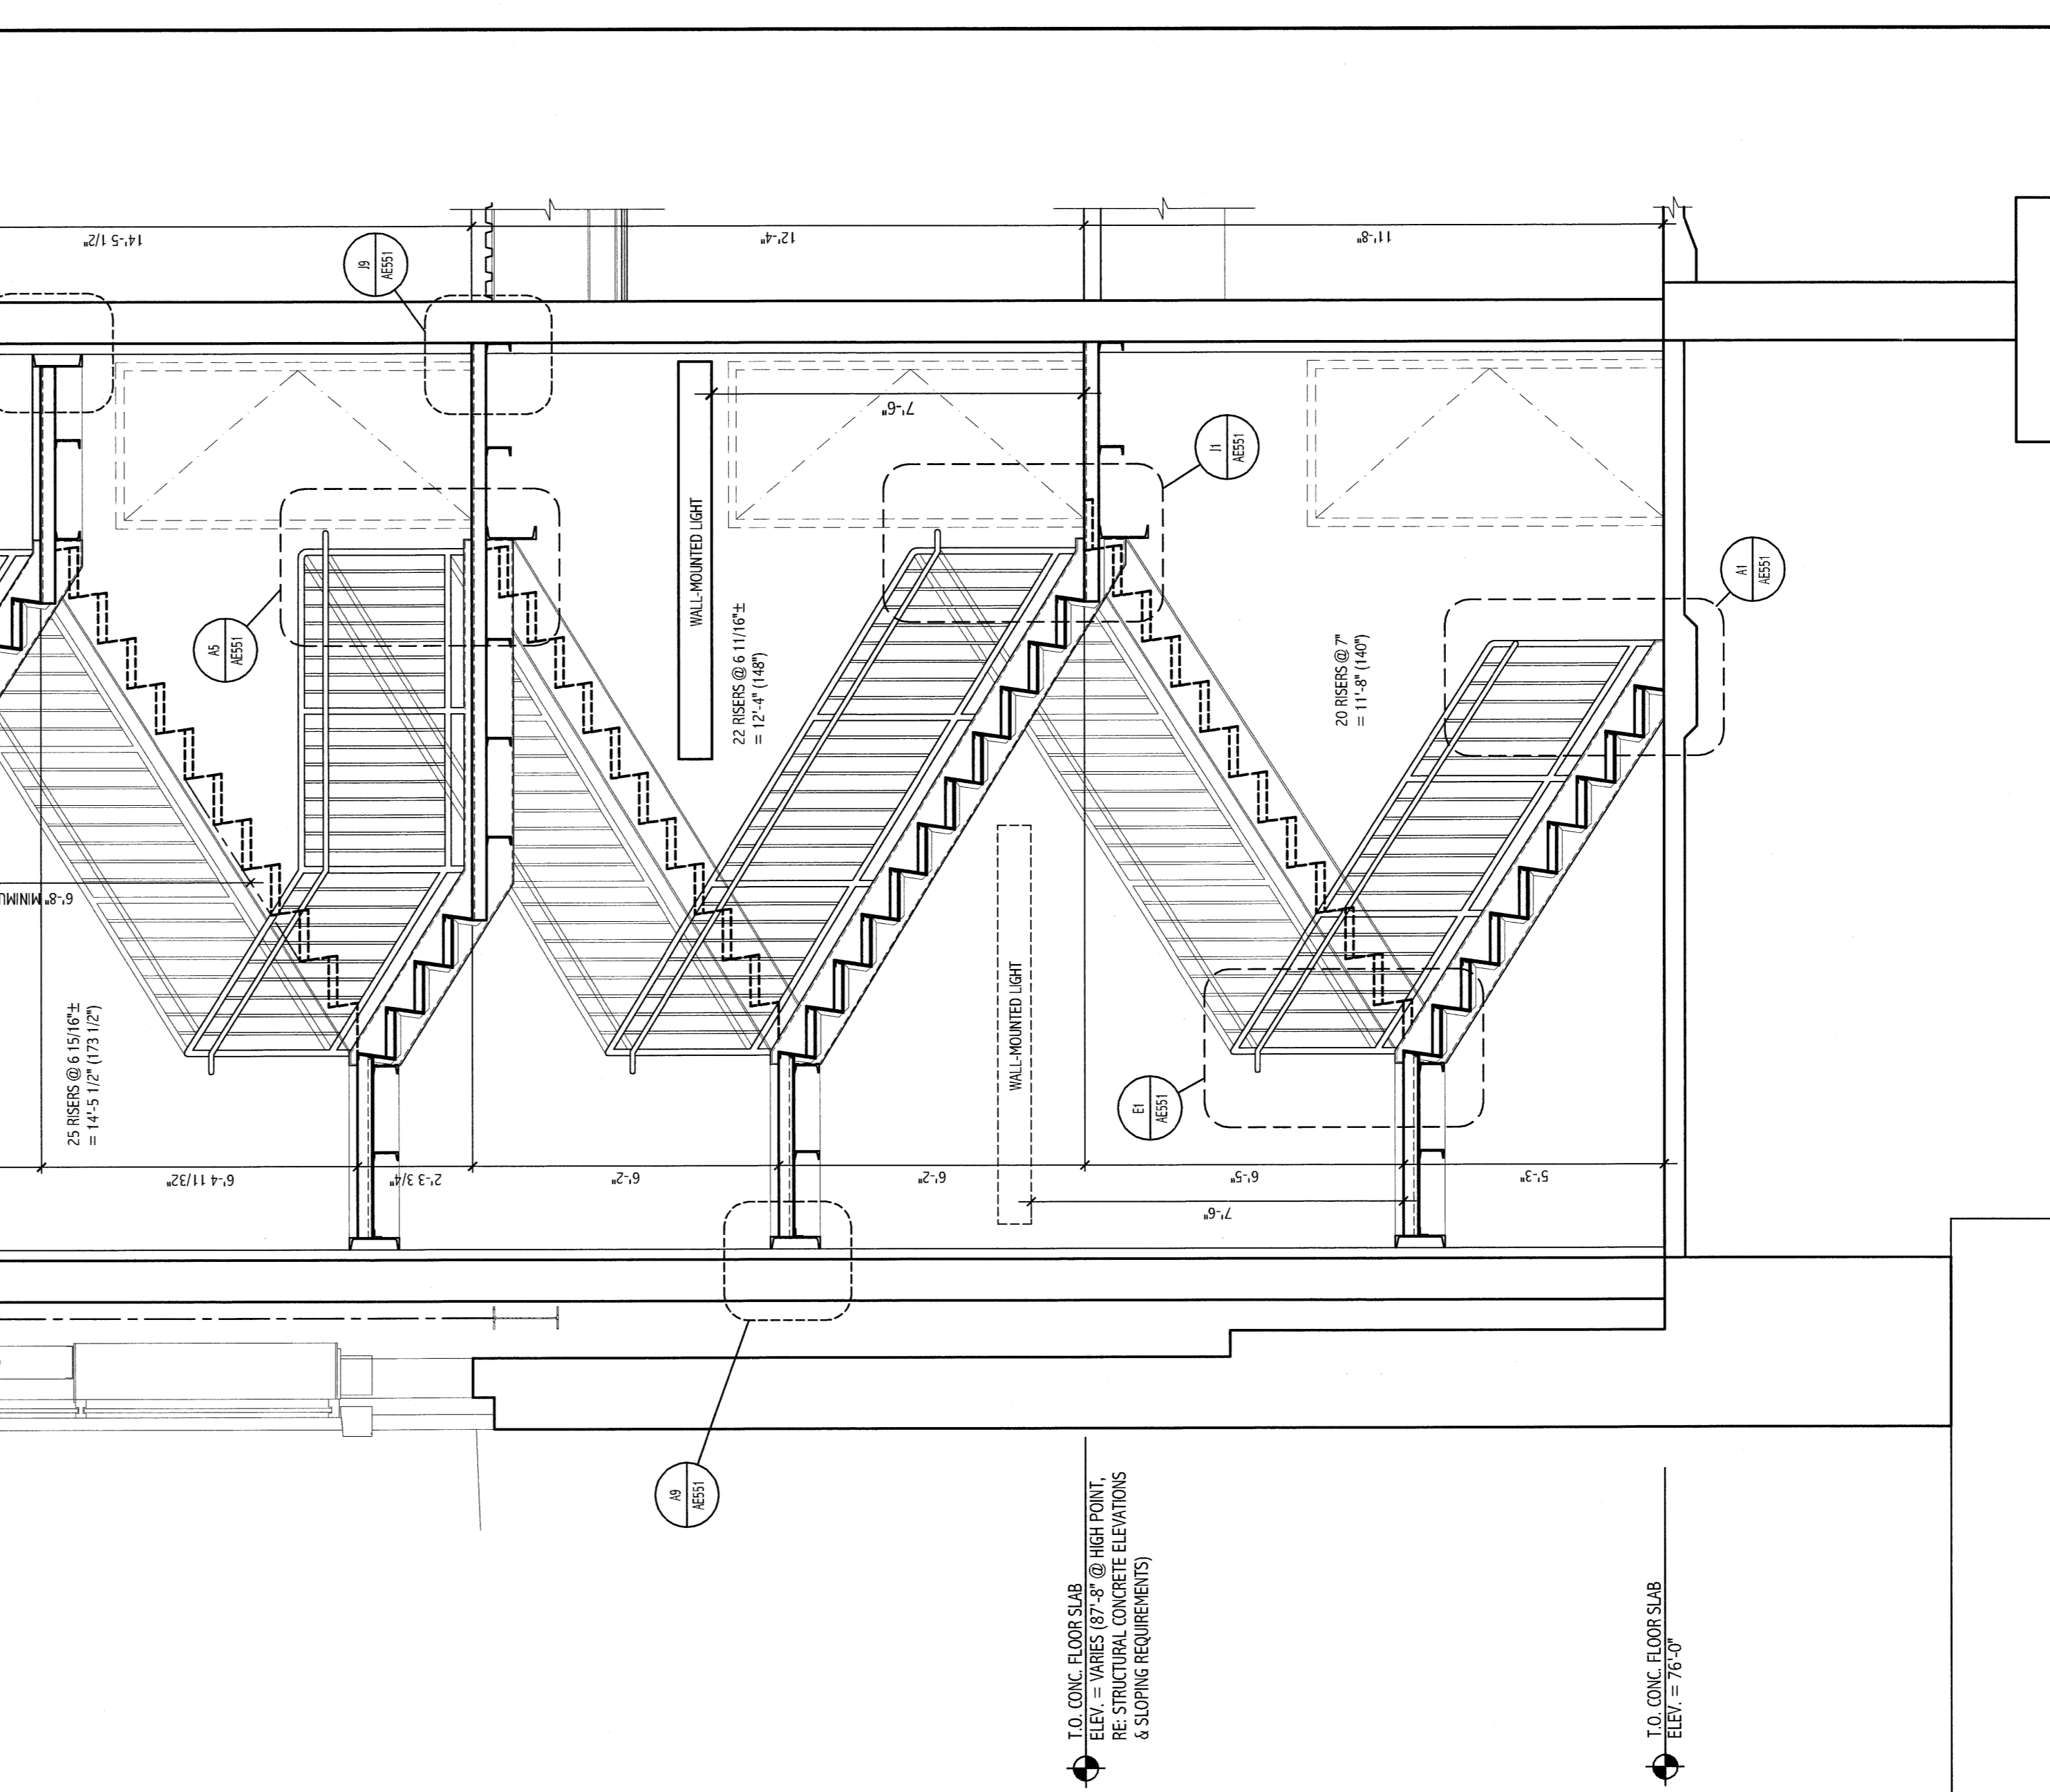 14'-5 1/2"
12'-4"
11'-8"
J9
AE551
7'-6"
J1
AE551
A1
AE551
WALL-MOUNTED LIGHT
A5
AE551
22 RISERS @ 6 11/16"±
= 12'-4" (148")
20 RISERS @ 7"
= 11'-8" (140")
6'-8"
25 RISERS @ 6 15/16"±
= 14'-5 1/2" (173 1/2")
WALL-MOUNTED LIGHT
E1
AE551
6'-4 11/32"
2'-3 3/4"
6'-2"
6'-2"
6'-5"
5'-3"
7'-6"
A9
AE551
T.O. CONC. FLOOR SLAB
ELEV. = VARIES (87'-8" @ HIGH POINT,
RE: STRUCTURAL CONCRETE ELEVATIONS
& SLOPING REQUIREMENTS)
T.O. CONC. FLOOR SLAB
ELEV. = 76'-0"